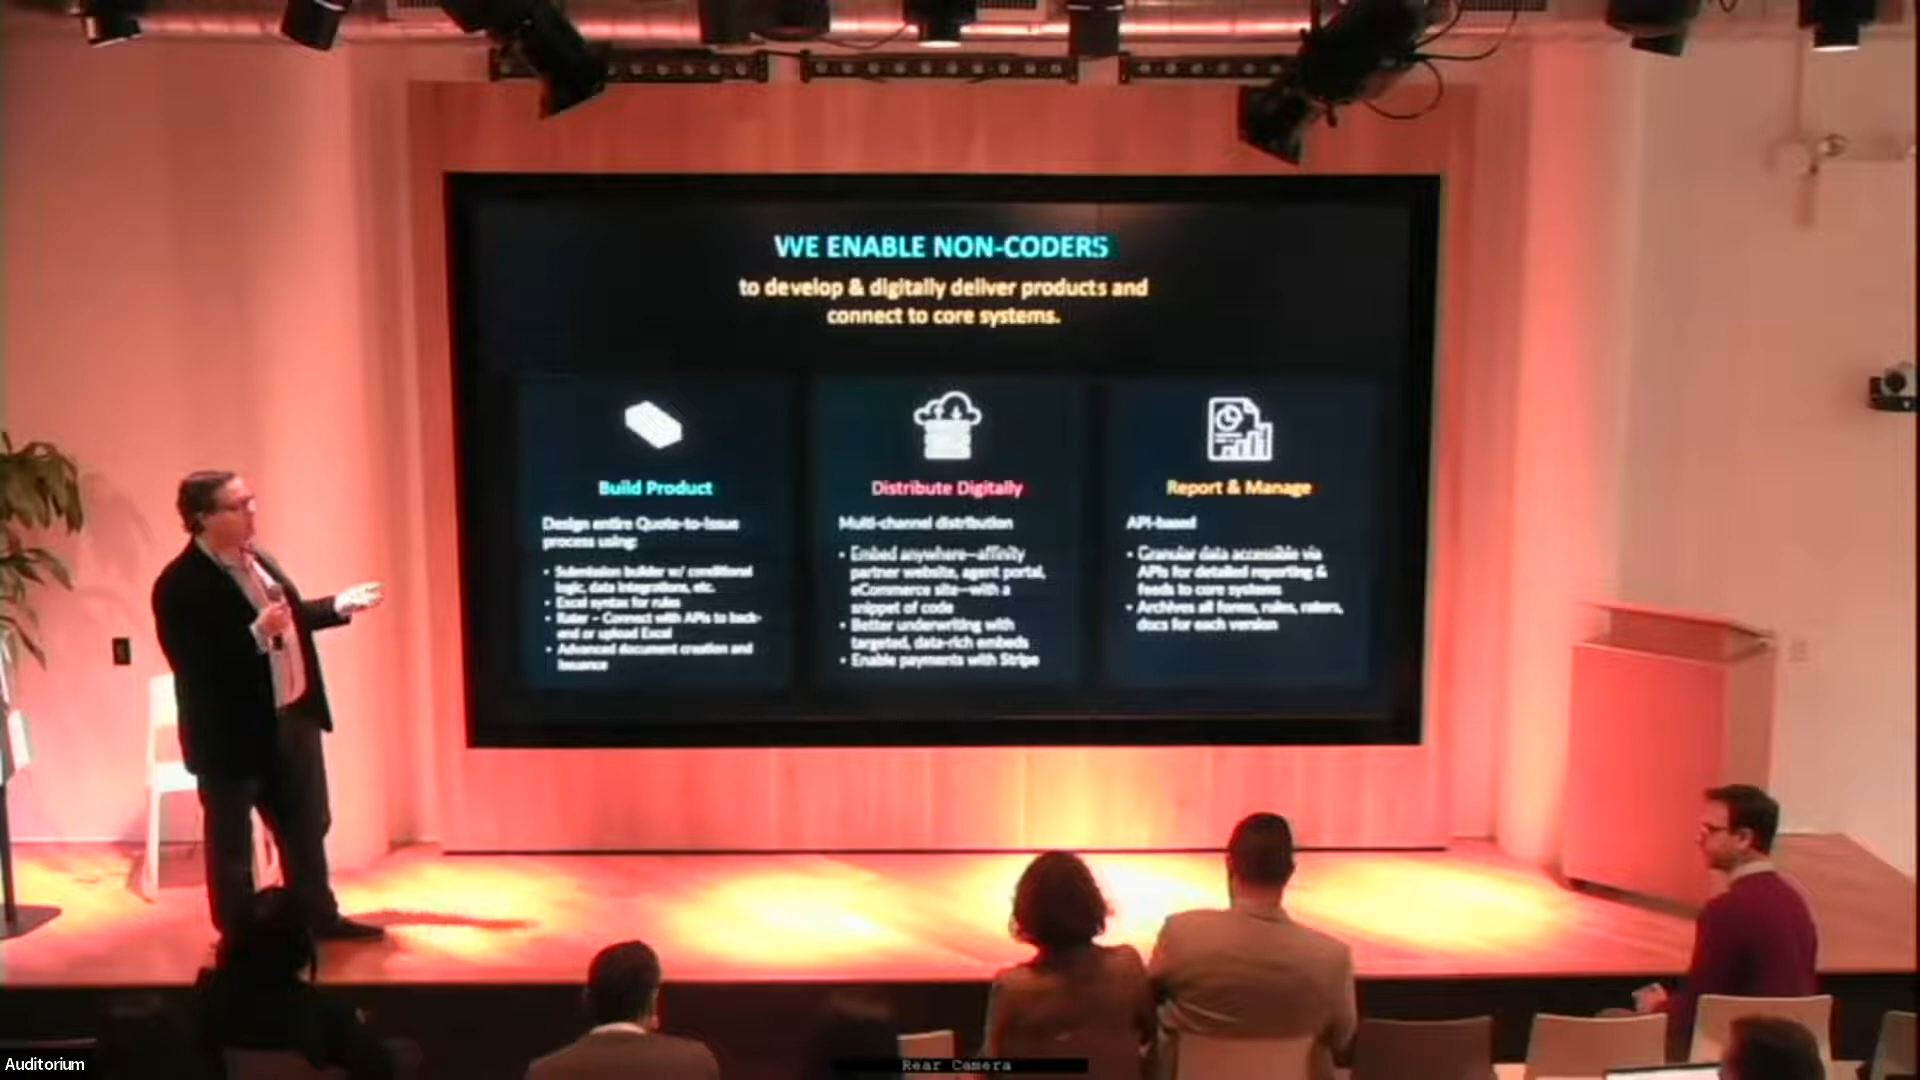 WE ENABLE NON-CODERS
to develop & digitally deliver products and
connect to core systems.
Build Product
Design entire Quote-to-Issue
process using:
• Submission builder w/ conditional
logic, data integrations, etc.
• Excel syntax for rules
• Rater – Connect with APIs to back-
end or upload Excel
• Advanced document creation and
issuance
Distribute Digitally
Multi-channel distribution
• Embed anywhere—affinity
partner website, agent portal,
eCommerce site—with a
snippet of code
• Better underwriting with
targeted, data-rich embeds
• Enable payments with Stripe
Report & Manage
API-based
• Granular data accessible via
APIs for detailed reporting &
feeds to core systems
• Archives all forms, rules, raters,
docs for each version
Auditorium
Rear Camera